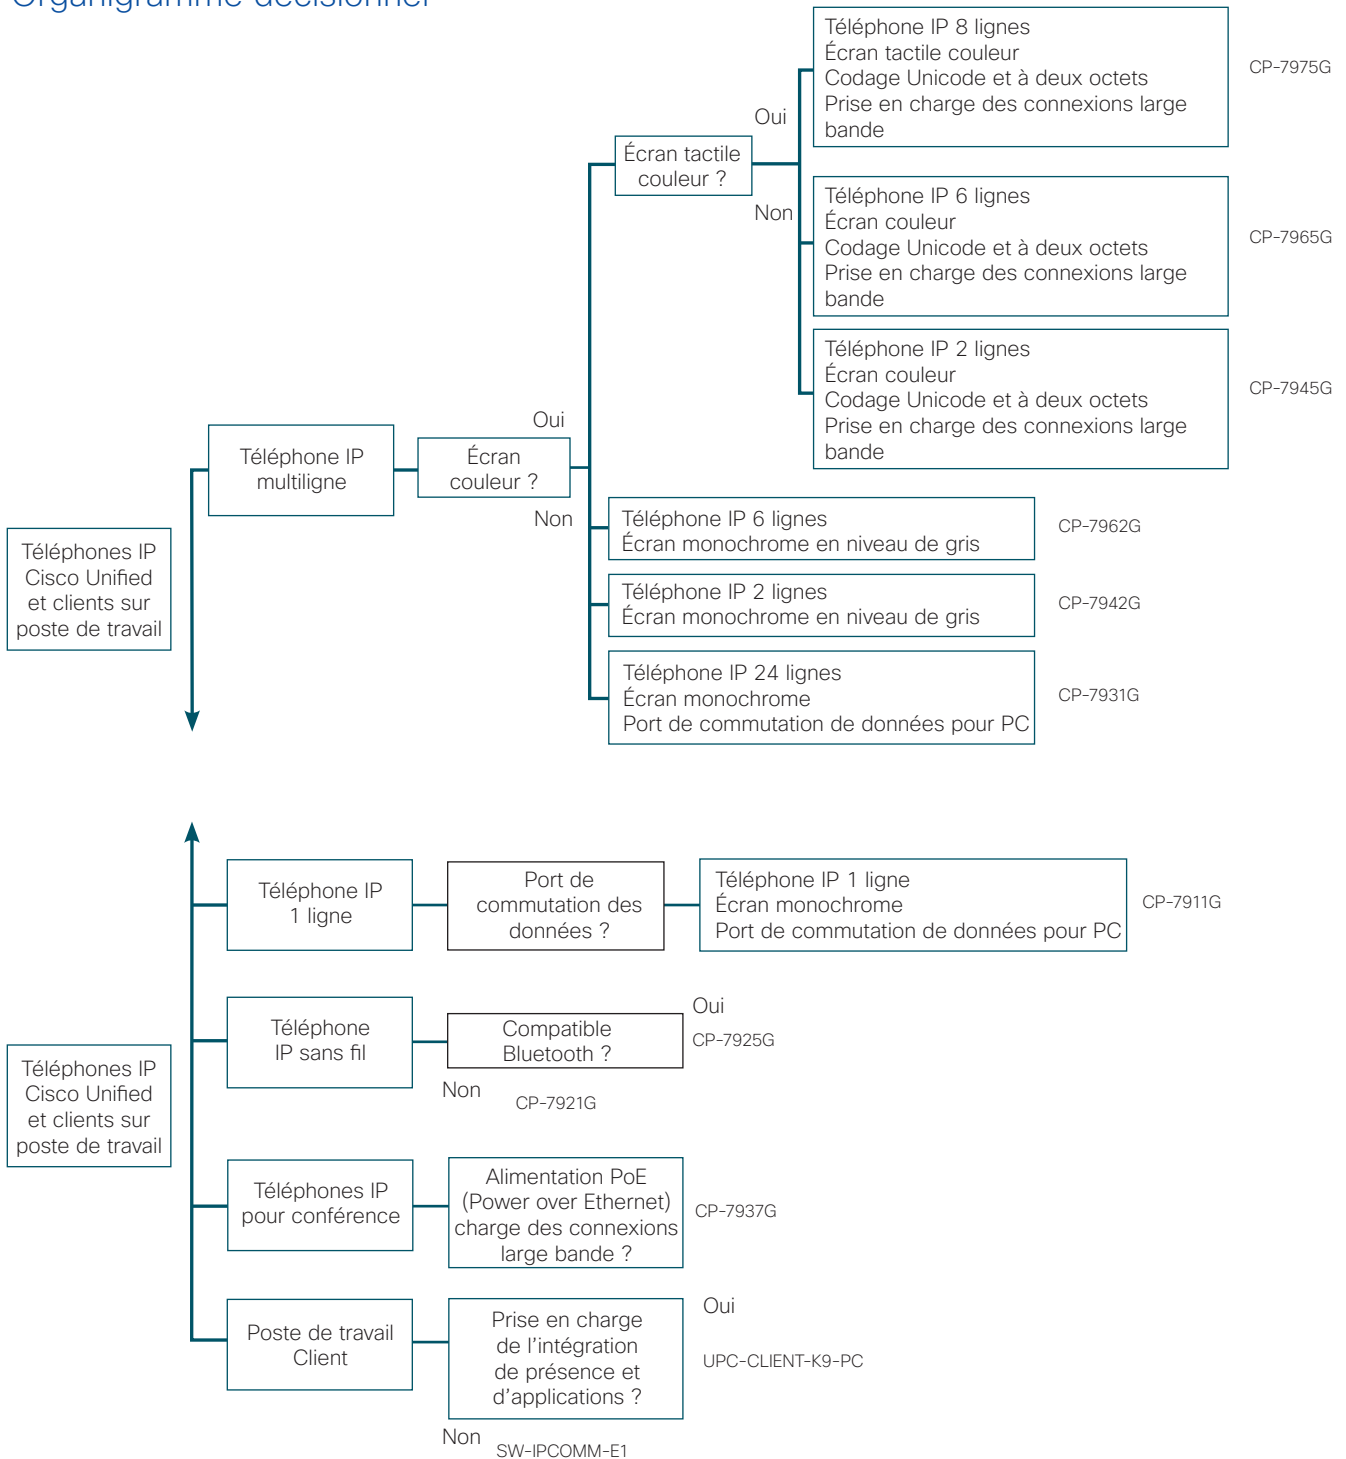 Organigramme décisionnel
Téléphone IP 8 lignes
Écran tactile couleur
Codage Unicode et à deux octets
Prise en charge des connexions large
bande
CP-7975G
Oui
Écran tactile
couleur ?
Non
Téléphone IP 6 lignes
Écran couleur
Codage Unicode et à deux octets
Prise en charge des connexions large
bande
CP-7965G
Téléphone IP 2 lignes
Écran couleur
Codage Unicode et à deux octets
Prise en charge des connexions large
bande
CP-7945G
Téléphones IP
Cisco Unified
et clients sur
poste de travail
Téléphone IP
multiligne
Écran
couleur ?
Oui
Non
Téléphone IP 6 lignes
Écran monochrome en niveau de gris
CP-7962G
Téléphone IP 2 lignes
Écran monochrome en niveau de gris
CP-7942G
Téléphone IP 24 lignes
Écran monochrome
Port de commutation de données pour PC
CP-7931G
Téléphones IP
Cisco Unified
et clients sur
poste de travail
Téléphone IP
1 ligne
Port de
commutation des
données ?
Téléphone IP 1 ligne
Écran monochrome
Port de commutation de données pour PC
CP-7911G
Téléphone
IP sans fil
Compatible
Bluetooth ?
Oui
CP-7925G
Non
CP-7921G
Téléphones IP
pour conférence
Alimentation PoE
(Power over Ethernet)
charge des connexions
large bande ?
CP-7937G
Poste de travail
Client
Prise en charge
de l'intégration
de présence et
d'applications ?
Oui
UPC-CLIENT-K9-PC
Non
SW-IPCOMM-E1